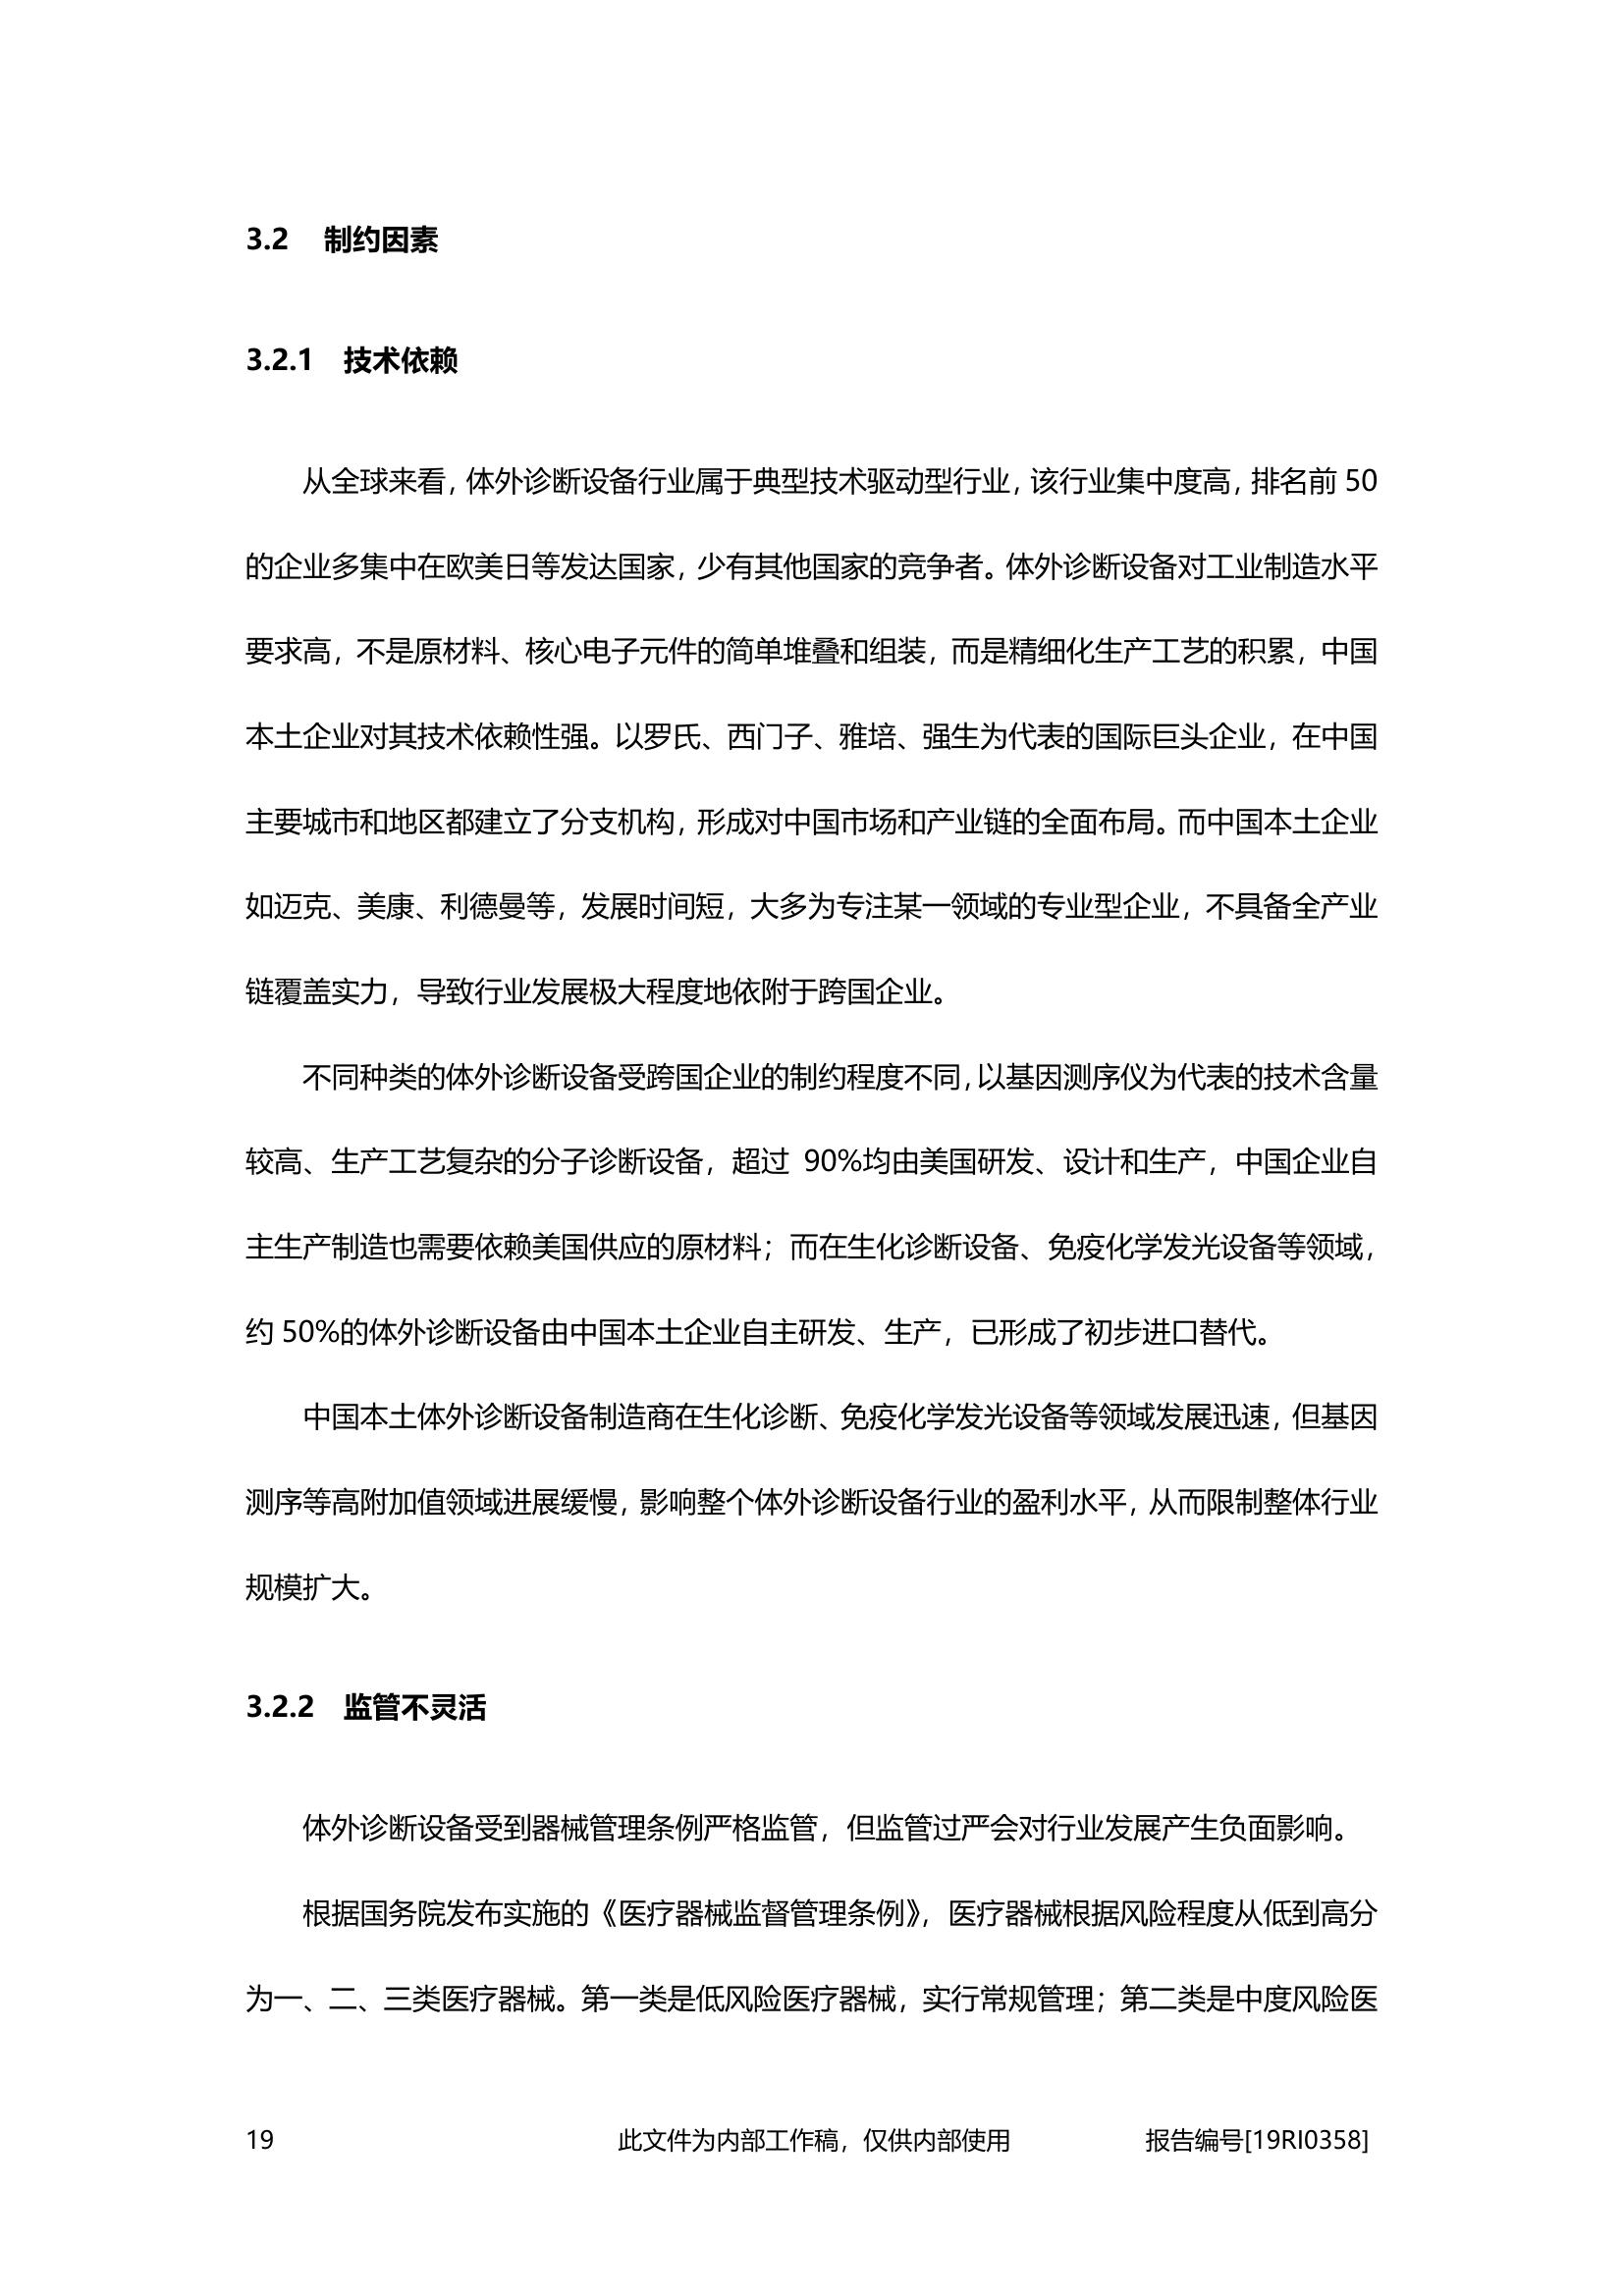 3.2 制约因素
3.2.1 技术依赖
从全球来看，体外诊断设备行业属于典型技术驱动型行业，该行业集中度高，排名前 50
的企业多集中在欧美日等发达国家，少有其他国家的竞争者。体外诊断设备对工业制造水平
要求高，不是原材料、核心电子元件的简单堆叠和组装，而是精细化生产工艺的积累，中国
本土企业对其技术依赖性强。以罗氏、西门子、雅培、强生为代表的国际巨头企业，在中国
主要城市和地区都建立了分支机构，形成对中国市场和产业链的全面布局。而中国本土企业
如迈克、美康、利德曼等，发展时间短，大多为专注某一领域的专业型企业，不具备全产业
链覆盖实力，导致行业发展极大程度地依附于跨国企业。
不同种类的体外诊断设备受跨国企业的制约程度不同，以基因测序仪为代表的技术含量
较高、生产工艺复杂的分子诊断设备，超过 90%均由美国研发、设计和生产，中国企业自
主生产制造也需要依赖美国供应的原材料；而在生化诊断设备、免疫化学发光设备等领域，
约 50%的体外诊断设备由中国本土企业自主研发、生产，已形成了初步进口替代。
中国本土体外诊断设备制造商在生化诊断、免疫化学发光设备等领域发展迅速，但基因
测序等高附加值领域进展缓慢，影响整个体外诊断设备行业的盈利水平，从而限制整体行业
规模扩大。
3.2.2 监管不灵活
体外诊断设备受到器械管理条例严格监管，但监管过严会对行业发展产生负面影响。
根据国务院发布实施的《医疗器械监督管理条例》，医疗器械根据风险程度从低到高分
为一、二、三类医疗器械。第一类是低风险医疗器械，实行常规管理；第二类是中度风险医
19 此文件为内部工作稿，仅供内部使用 报告编号[19RI0358]